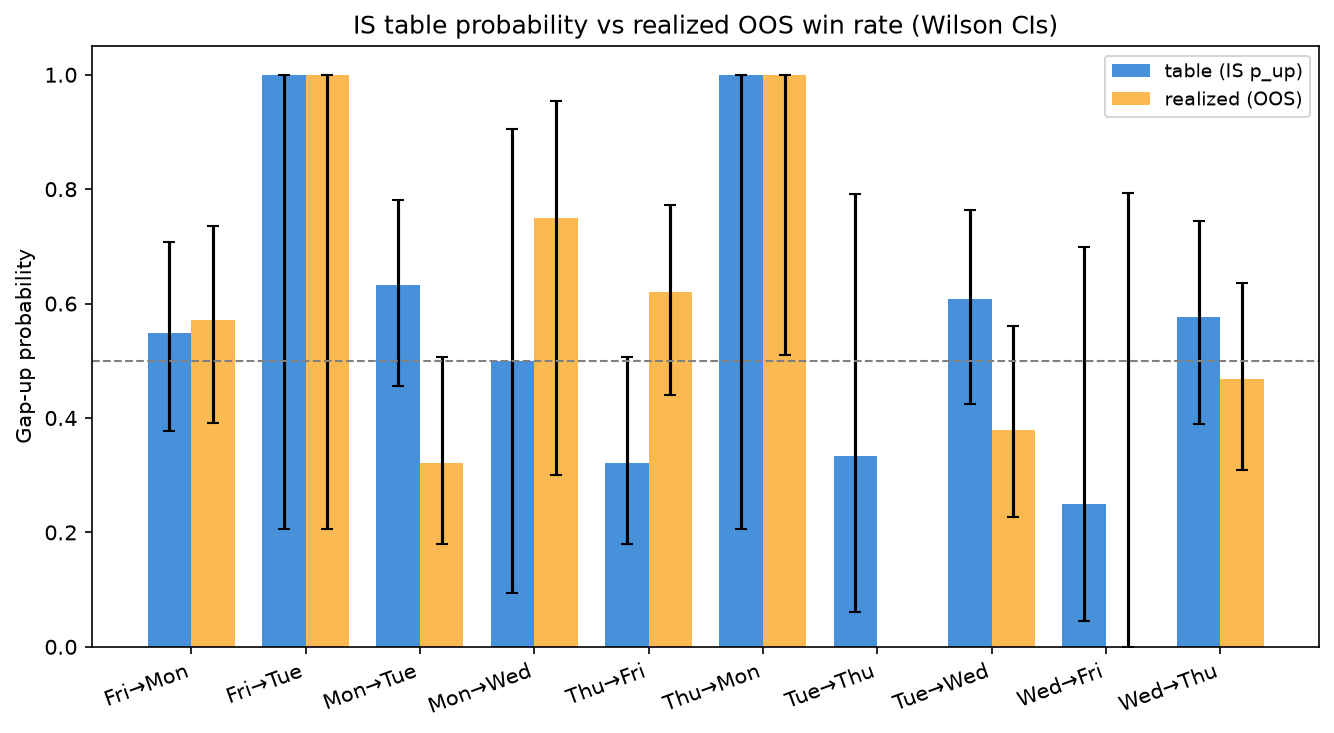 IS table probability vs realized OOS win rate (Wilson CIs)
table (IS p_up)
realized (OOS)
Gap-up probability
1.0
0.8
0.6
0.4
0.2
0.0
Fri→Mon
Fri→Tue
Mon→Tue
Mon→Wed
Thu→Fri
Thu→Mon
Tue→Thu
Tue→Wed
Wed→Fri
Wed→Thu